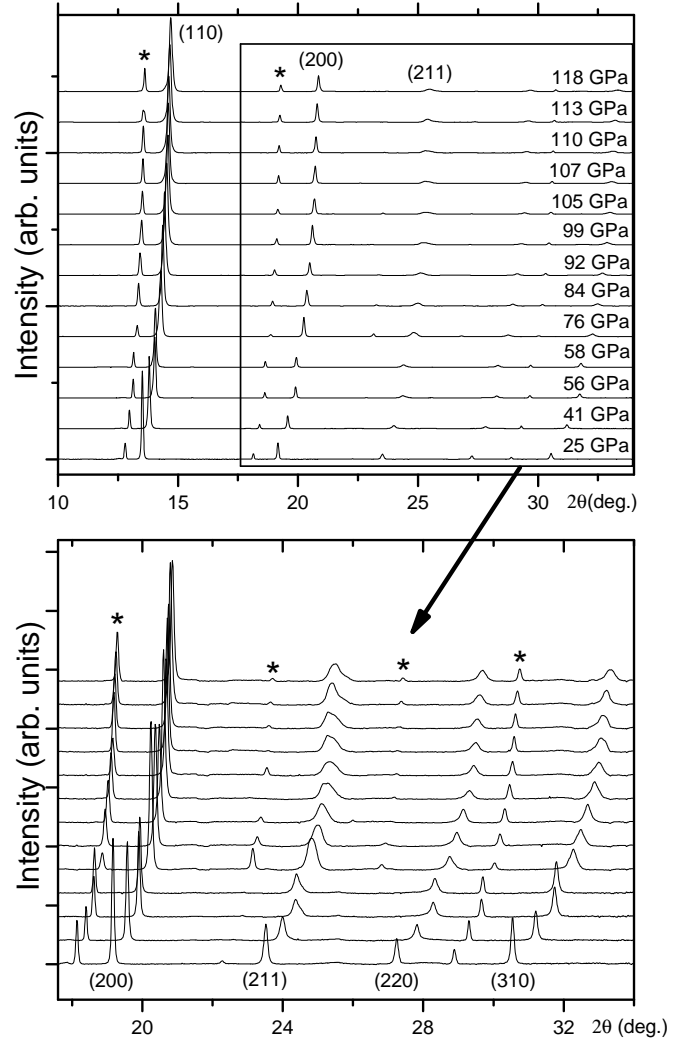 *
(110)
*
(200)
(211)
118 GPa
113 GPa
110 GPa
107 GPa
105 GPa
99 GPa
92 GPa
84 GPa
76 GPa
58 GPa
56 GPa
41 GPa
25 GPa
Intensity (arb. units)
10 15 20 25 30 2θ(deg.)
* * * *
Intensity (arb. units)
(200) (211) (220) (310)
20 24 28 32 2θ (deg.)